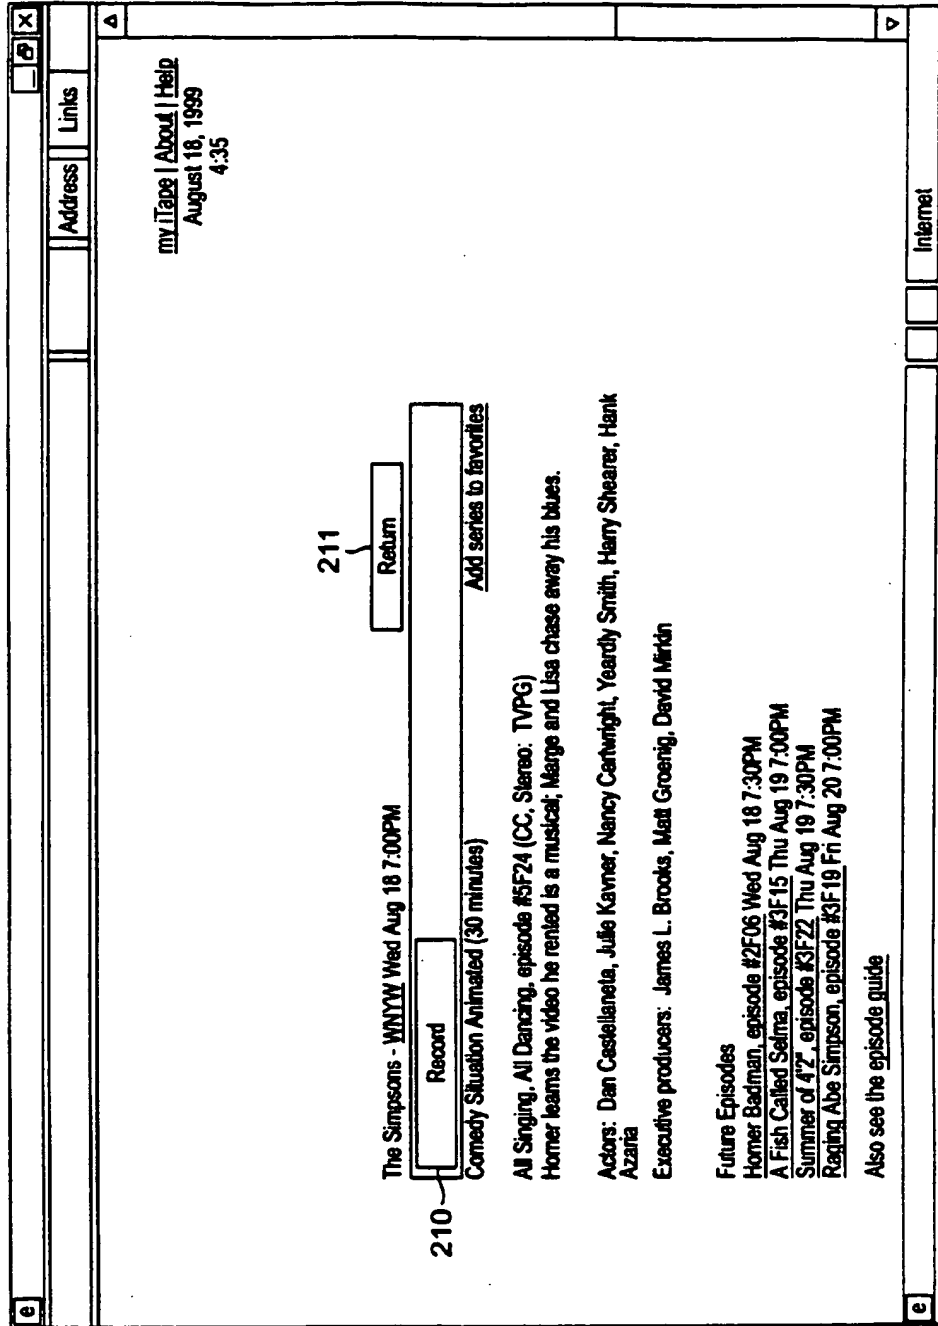 e
Address
Links
my iTape | About | Help
August 18, 1999
4:35
211
Return
The Simpsons - WNYW Wed Aug 18 7:00PM
210
Record
Comedy Situation Animated (30 minutes)
Add series to favorites
All Singing, All Dancing, episode #5F24 (CC, Stereo: TVPG)
Homer learns the video he rented is a musical; Marge and Lisa chase away his blues.
Actors: Dan Castellaneta, Julie Kavner, Nancy Cartwright, Yeardly Smith, Harry Shearer, Hank
Azaria
Executive producers: James L. Brooks, Matt Groenig, David Mirkin
Future Episodes
Homer Badman, episode #2F06 Wed Aug 18 7:30PM
A Fish Called Selma, episode #3F15 Thu Aug 19 7:00PM
Summer of 4'2", episode #3F22 Thu Aug 19 7:30PM
Raging Abe Simpson, episode #3F19 Fri Aug 20 7:00PM
Also see the episode guide
e
Internet